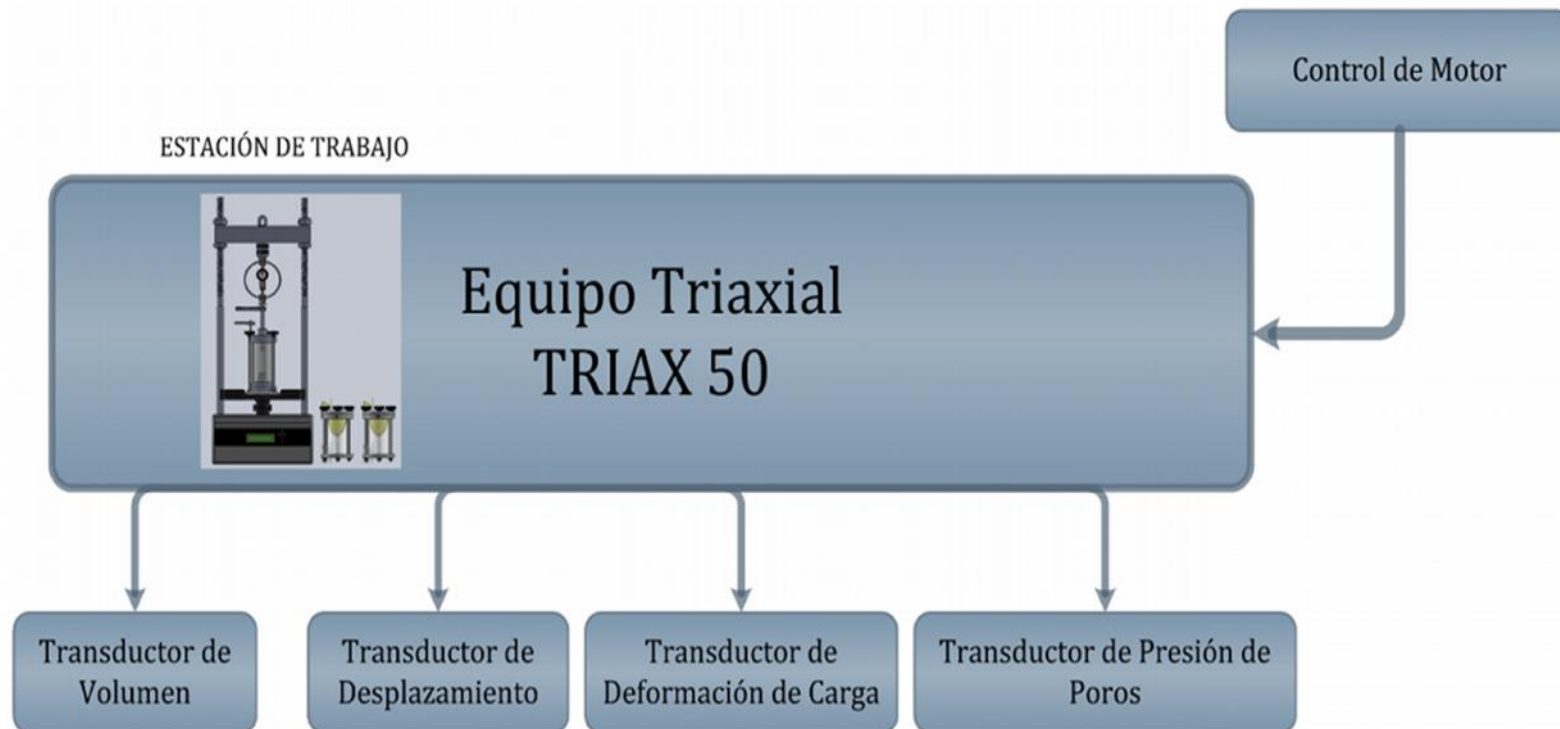 Control de Motor
ESTACIÓN DE TRABAJO
Equipo Triaxial
TRIAX 50
Transductor de
Volumen
Transductor de
Desplazamiento
Transductor de
Deformación de Carga
Transductor de Presión de
Poros